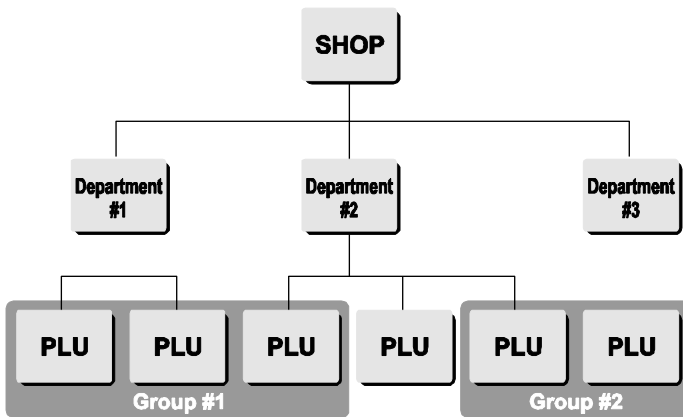 SHOP
Department
#1
Department
#2
Department
#3
PLU
PLU
PLU
PLU
PLU
PLU
Group #1
Group #2